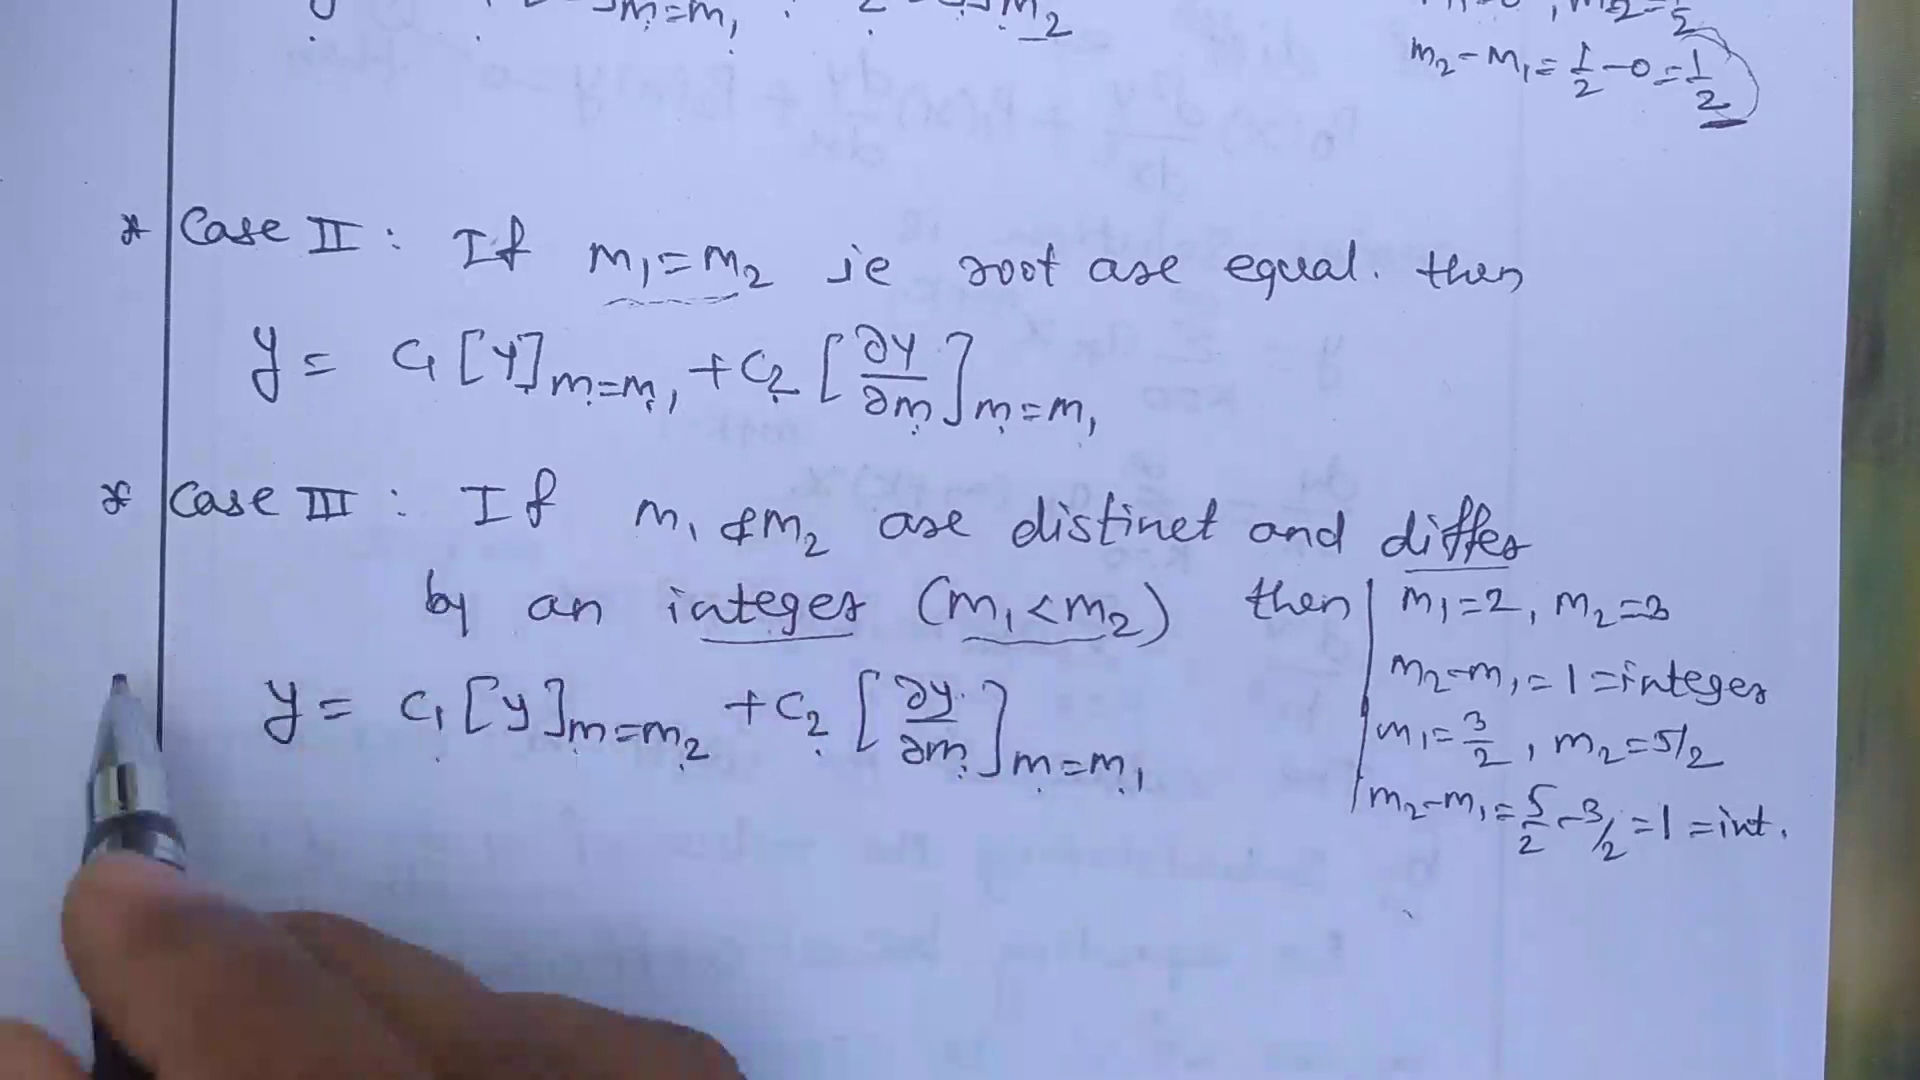 m=m₁
m₂
m₂-m₁=1/2-0=1/2
* Case II : If m₁=m₂ ie root are equal. then
y = C₁[y]m=m₁ + C₂[∂y/∂m]m=m₁
* Case III : If m₁ & m₂ are distinct and differ
by an integer (m₁<m₂) then
y = C₁[y]m=m₂ + C₂[∂y/∂m]m=m₁
m₁=2, m₂=3
m₂-m₁=1=integer
m₁=3/2, m₂=5/2
m₂-m₁=5/2-3/2=1=int.